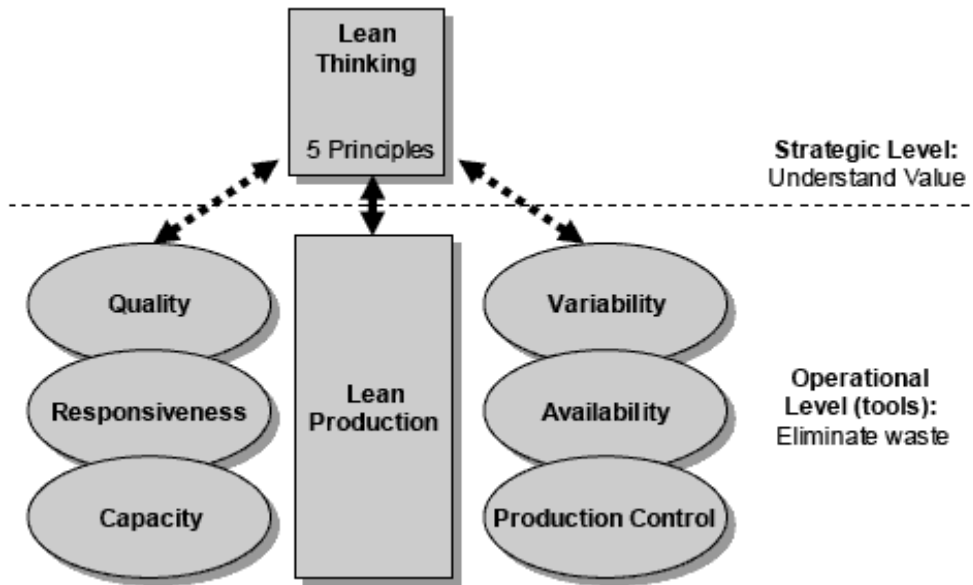 Lean
Thinking
5 Principles
Strategic Level:
Understand Value
Quality
Responsiveness
Capacity
Lean
Production
Variability
Availability
Production Control
Operational
Level (tools):
Eliminate waste